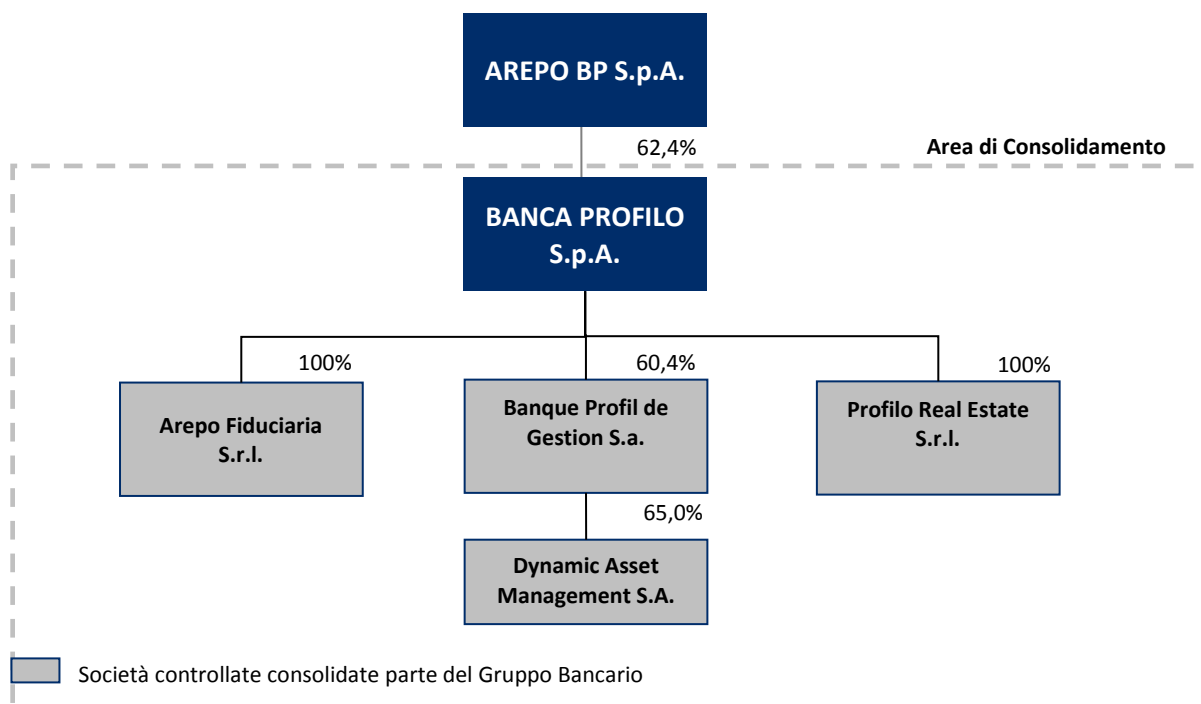 AREPO BP S.p.A.
62,4%
Area di Consolidamento
BANCA PROFILO
S.p.A.
100%
60,4%
100%
Arepo Fiduciaria
S.r.l.
Banque Profil de
Gestion S.a.
Profilo Real Estate
S.r.l.
65,0%
Dynamic Asset
Management S.A.
Società controllate consolidate parte del Gruppo Bancario